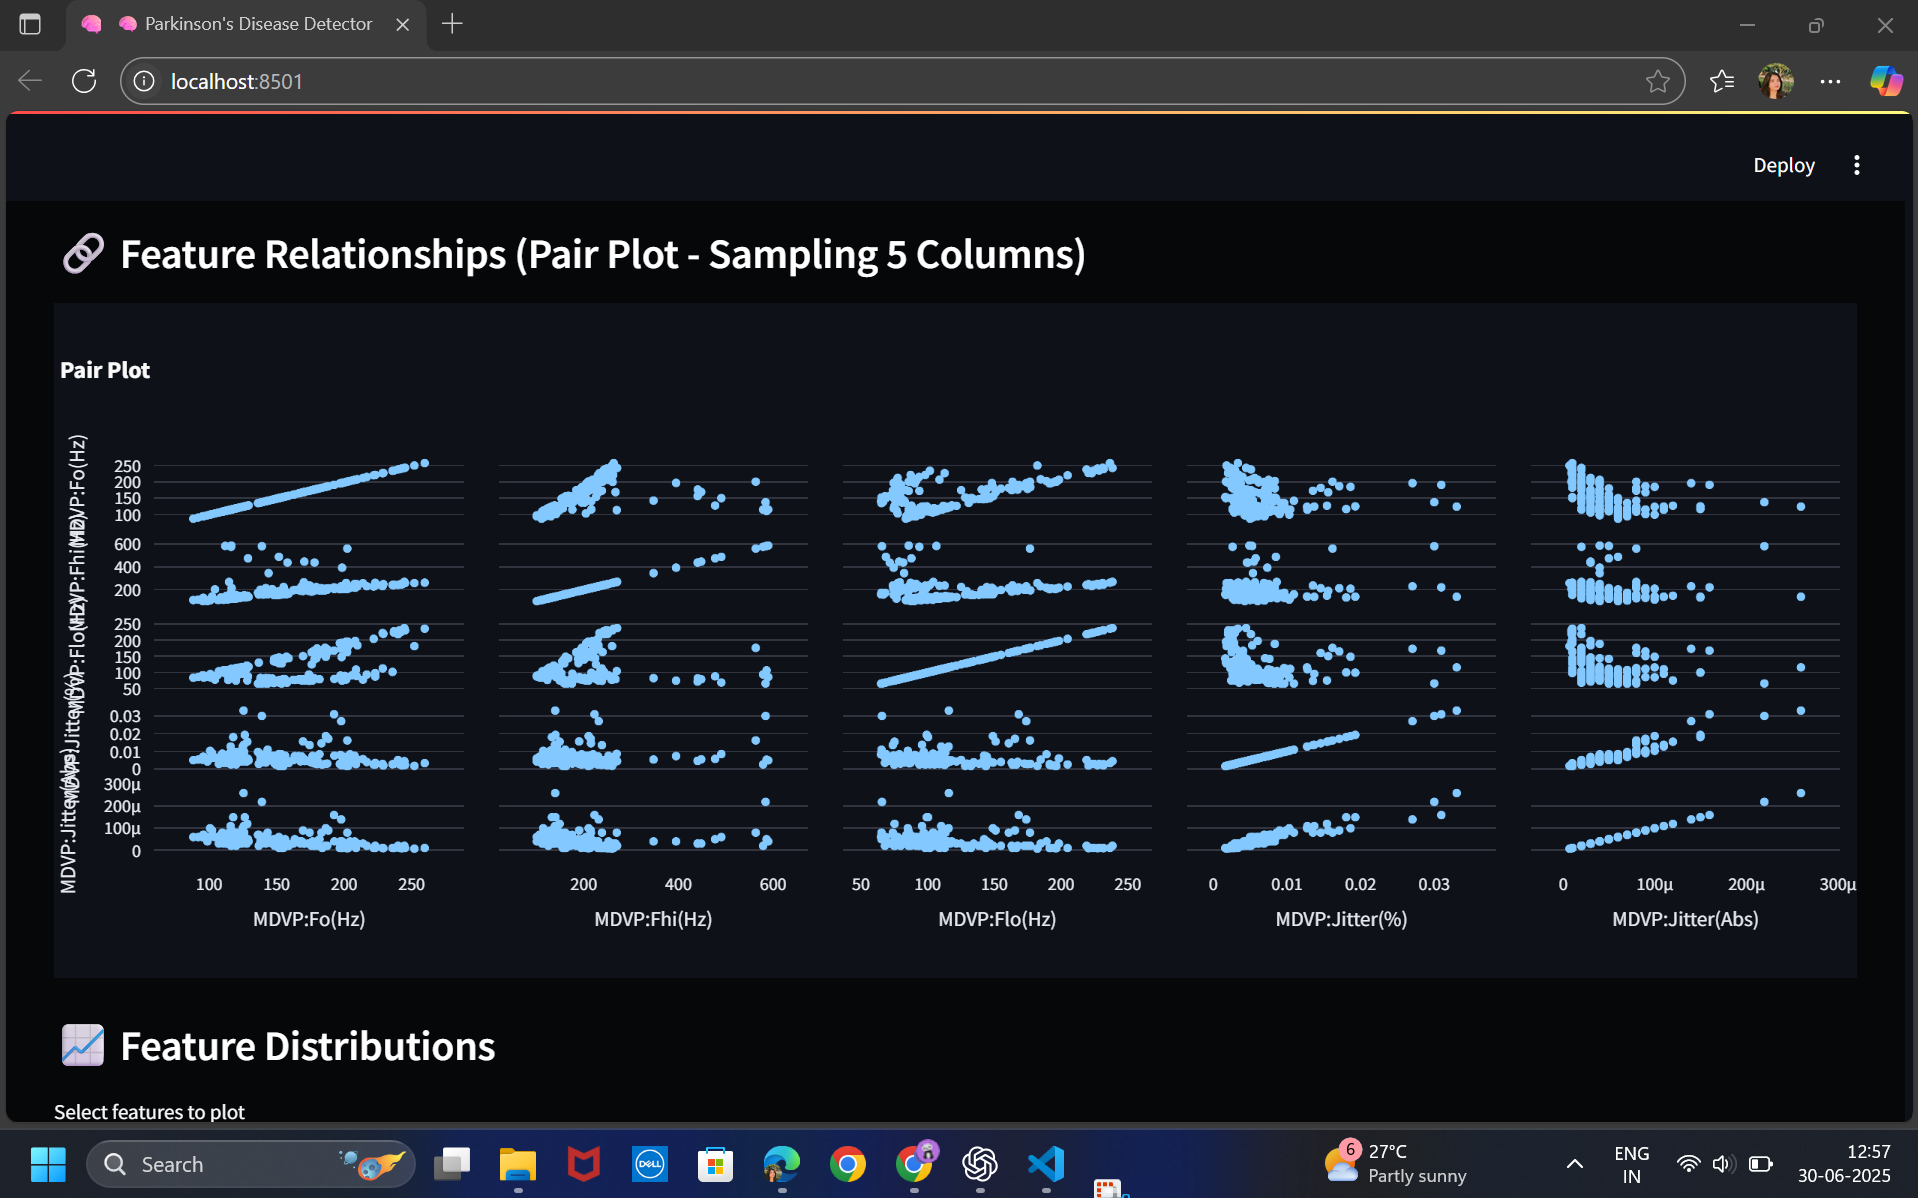 Parkinson's Disease Detector
localhost:8501
Deploy
Feature Relationships (Pair Plot - Sampling 5 Columns)
Pair Plot
MDVP:Fo(Hz)
250
200
150
100
MDVP:Fhi(Hz)
600
400
200
MDVP:Flo(Hz)
250
200
150
100
50
MDVP:Jitter(%)
0.03
0.02
0.01
0
MDVP:Jitter(Abs)
300μ
200μ
100μ
0
100 150 200 250
200 400 600
50 100 150 200 250
0 0.01 0.02 0.03
0 100μ 200μ 300μ
MDVP:Fo(Hz) MDVP:Fhi(Hz) MDVP:Flo(Hz) MDVP:Jitter(%) MDVP:Jitter(Abs)
Feature Distributions
Select features to plot
Search
DELL
6
27°C
Partly sunny
ENG
IN
12:57
30-06-2025